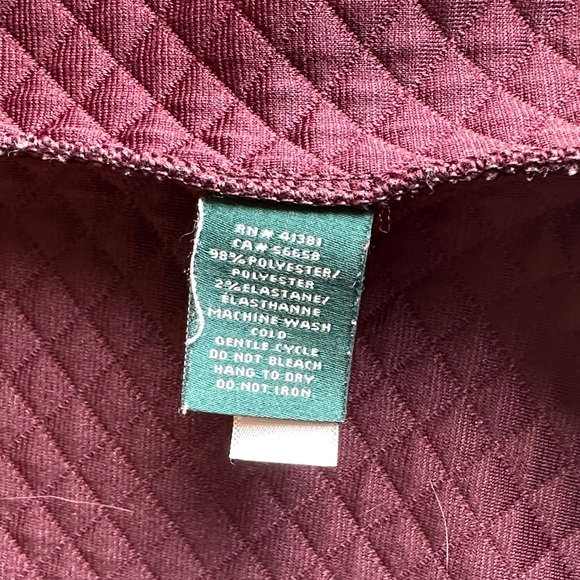 RN# 41381
CA# 56658
98% POLYESTER/
POLYESTER
2% ELASTANE/
ÉLASTHANNE
MACHINE WASH
COLD
GENTLE CYCLE
DO NOT BLEACH
HANG TO DRY
DO NOT IRON